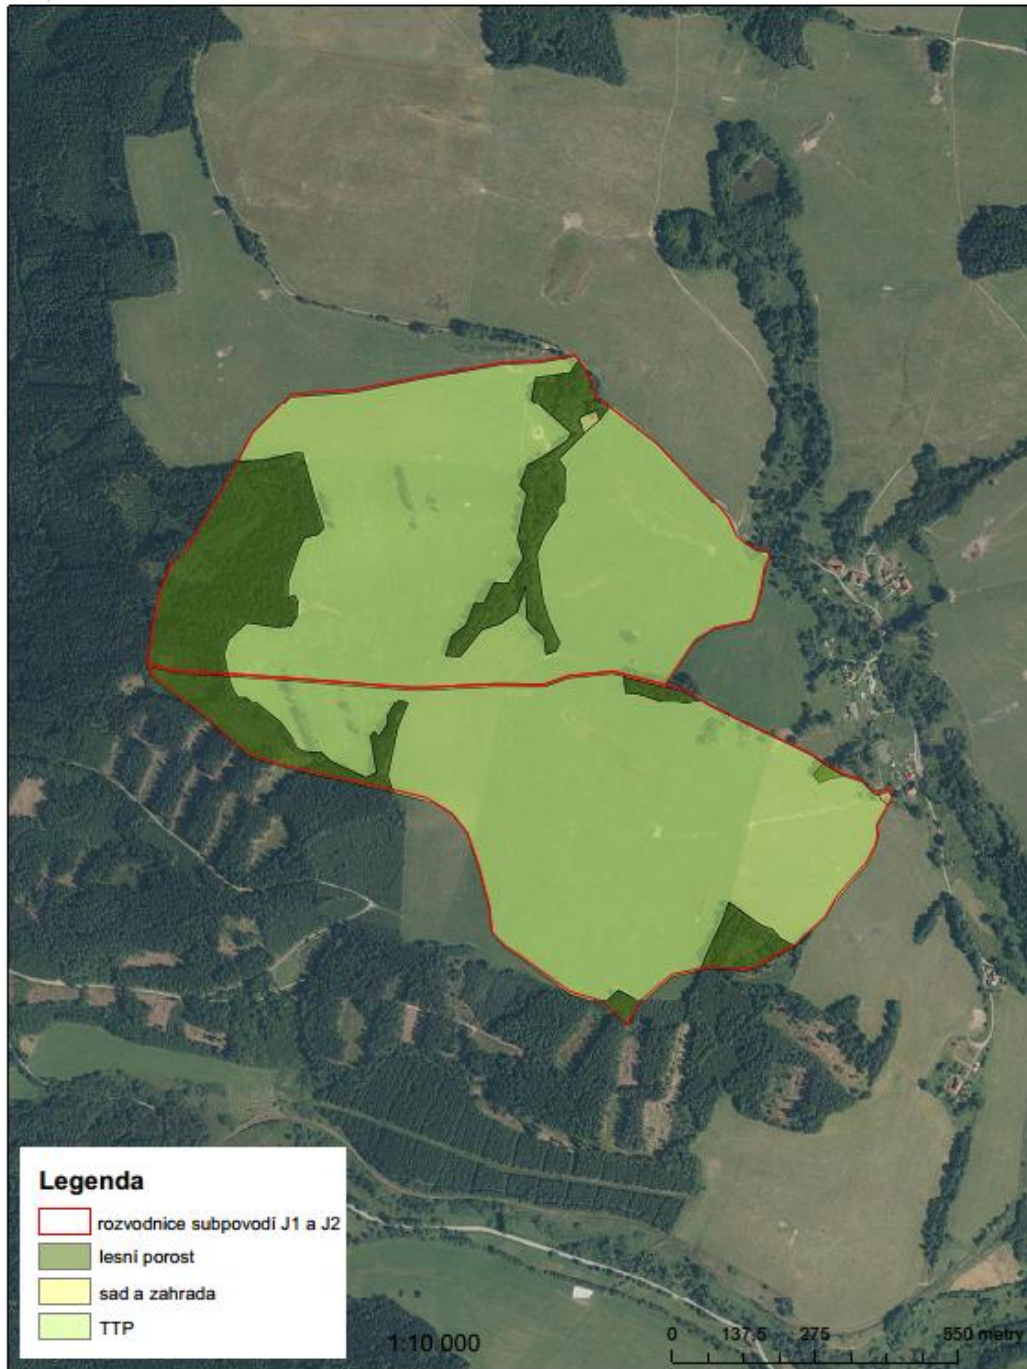 Legenda
rozvodnice subpovodí J1 a J2
lesní porost
sad a zahrada
TTP
1:10 000
0 137,5 275 550 metry